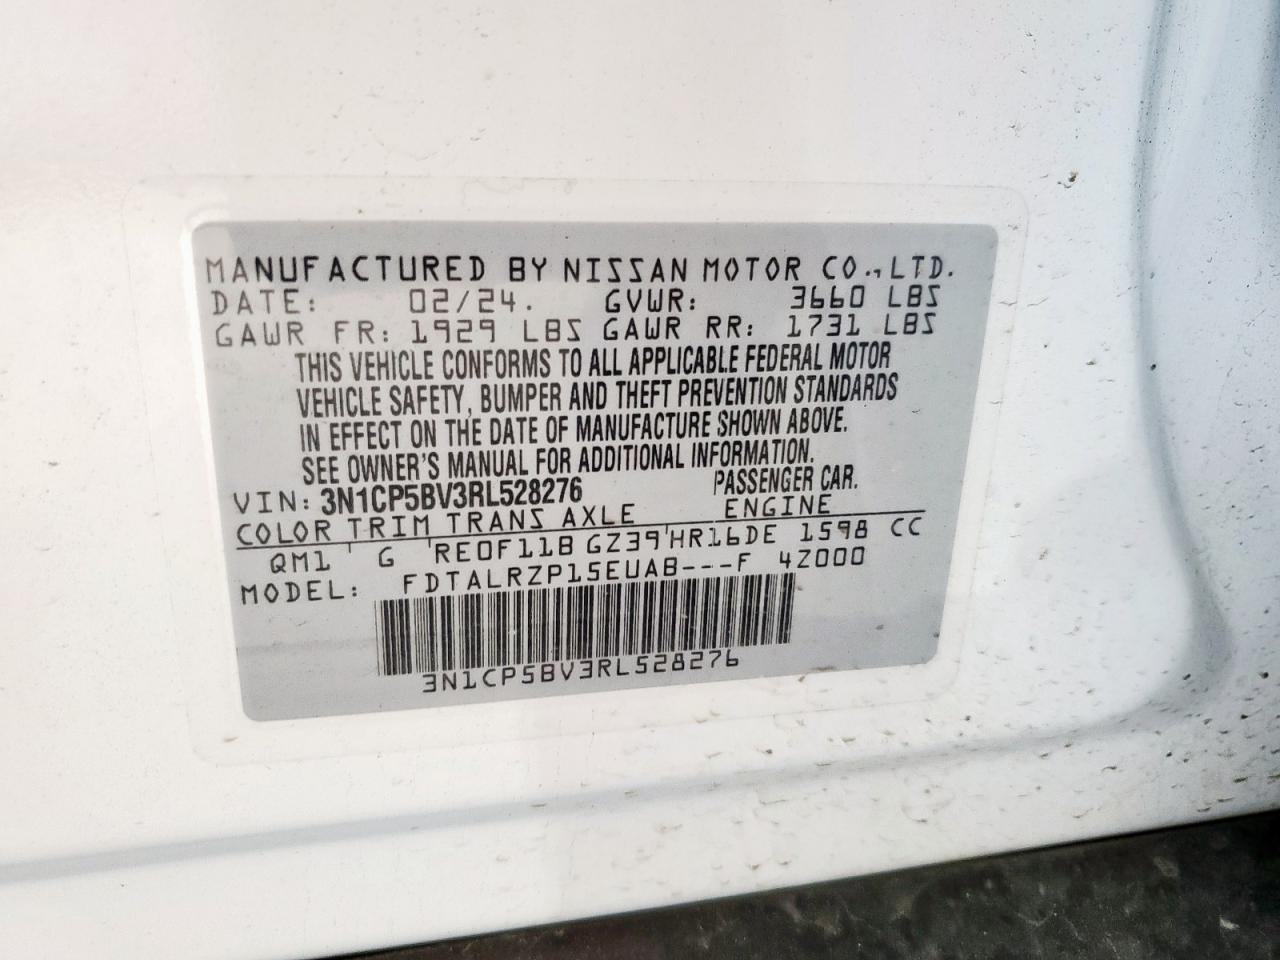 MANUFACTURED BY NISSAN MOTOR CO.,LTD.
DATE: 02/24. GVWR: 3660 LBS
GAWR FR: 1929 LBS GAWR RR: 1731 LBS
THIS VEHICLE CONFORMS TO ALL APPLICABLE FEDERAL MOTOR
VEHICLE SAFETY, BUMPER AND THEFT PREVENTION STANDARDS
IN EFFECT ON THE DATE OF MANUFACTURE SHOWN ABOVE.
SEE OWNER'S MANUAL FOR ADDITIONAL INFORMATION.
VIN: 3N1CP5BV3RL528276 PASSENGER CAR.
COLOR TRIM TRANS AXLE ENGINE
QM1 G RE0F11B GZ39 HR16DE 1598 CC
MODEL: FDTALRZP15EUAB---F 4Z000
3N1CP5BV3RL528276